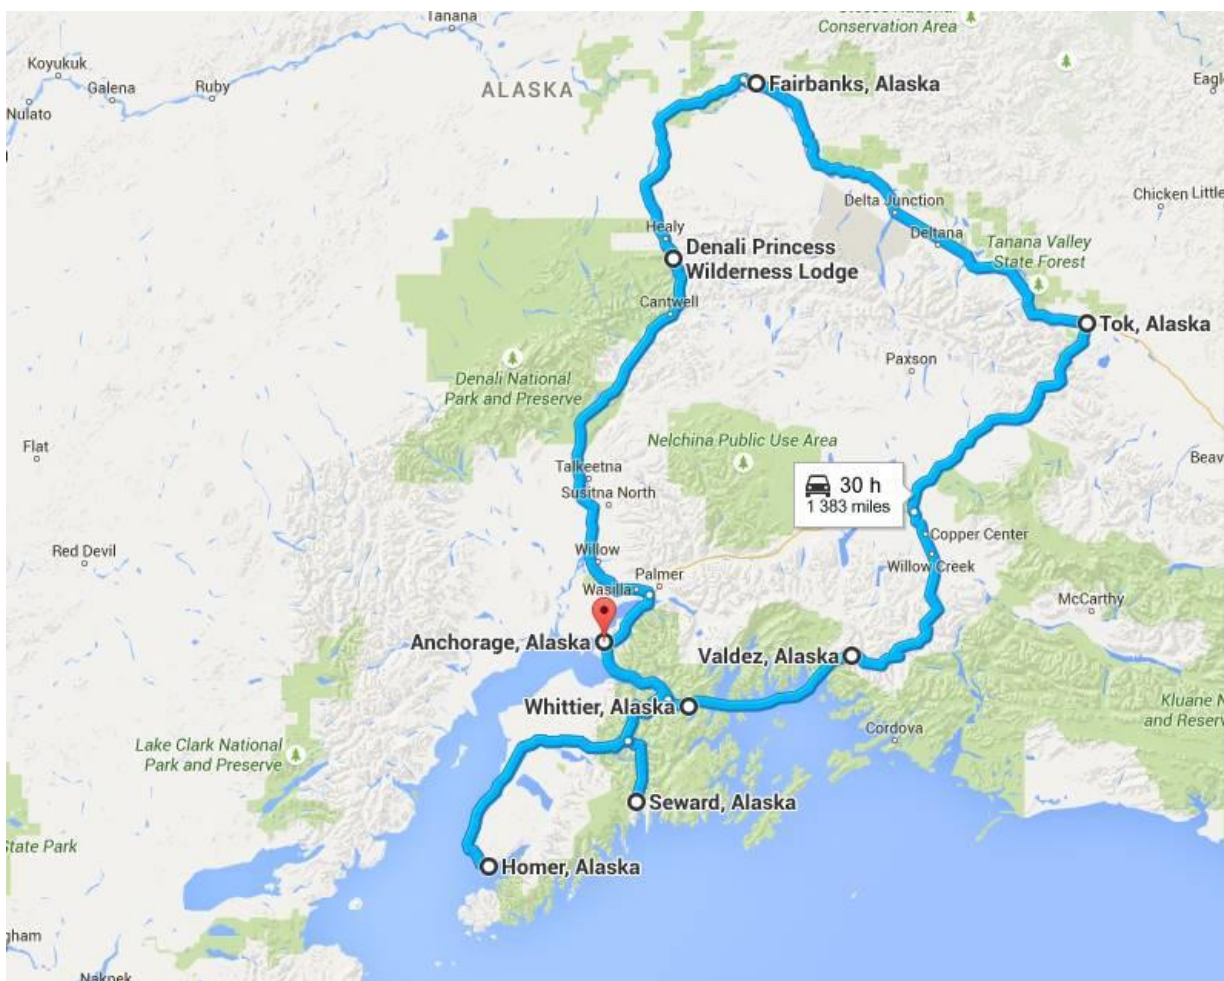 Tanana
Conservation Area
Koyukuk
Galena
Ruby
Nulato
ALASKA
Fairbanks, Alaska
Eagl
Chicken
Little
Delta Junction
Healy
Deltana
Tanana Valley
State Forest
Denali Princess
Wilderness Lodge
Cantwell
Tok, Alaska
Paxson
Denali National
Park and Preserve
Nelchina Public Use Area
Flat
Beav
Talkeetna
Susitna North
30 h
1 383 miles
Copper Center
Red Devil
Willow
Willow Creek
Palmer
Wasilla
McCarthy
Anchorage, Alaska
Valdez, Alaska
Whittier, Alaska
Kluane N
and Reserv
Cordova
Lake Clark National
Park and Preserve
Seward, Alaska
State Park
Homer, Alaska
gham
Naknek